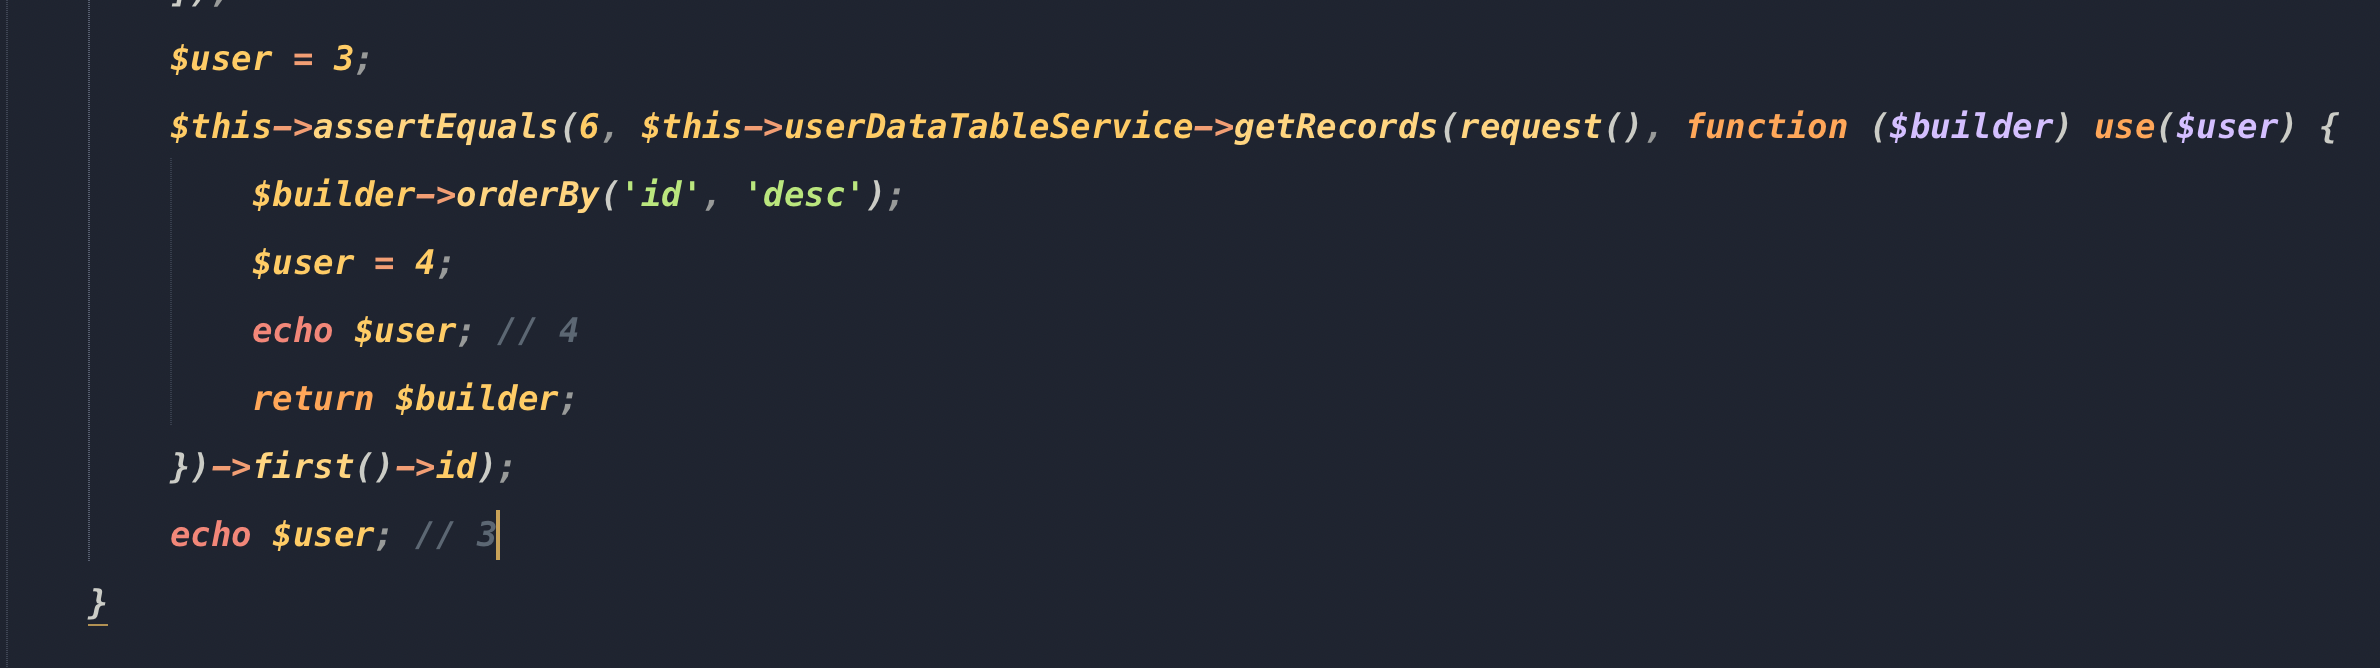 $user = 3;
$this->assertEquals(6, $this->userDataTableService->getRecords(request(), function ($builder) use($user) {
$builder->orderBy('id', 'desc');
$user = 4;
echo $user; // 4
return $builder;
})->first()->id);
echo $user; // 3
}